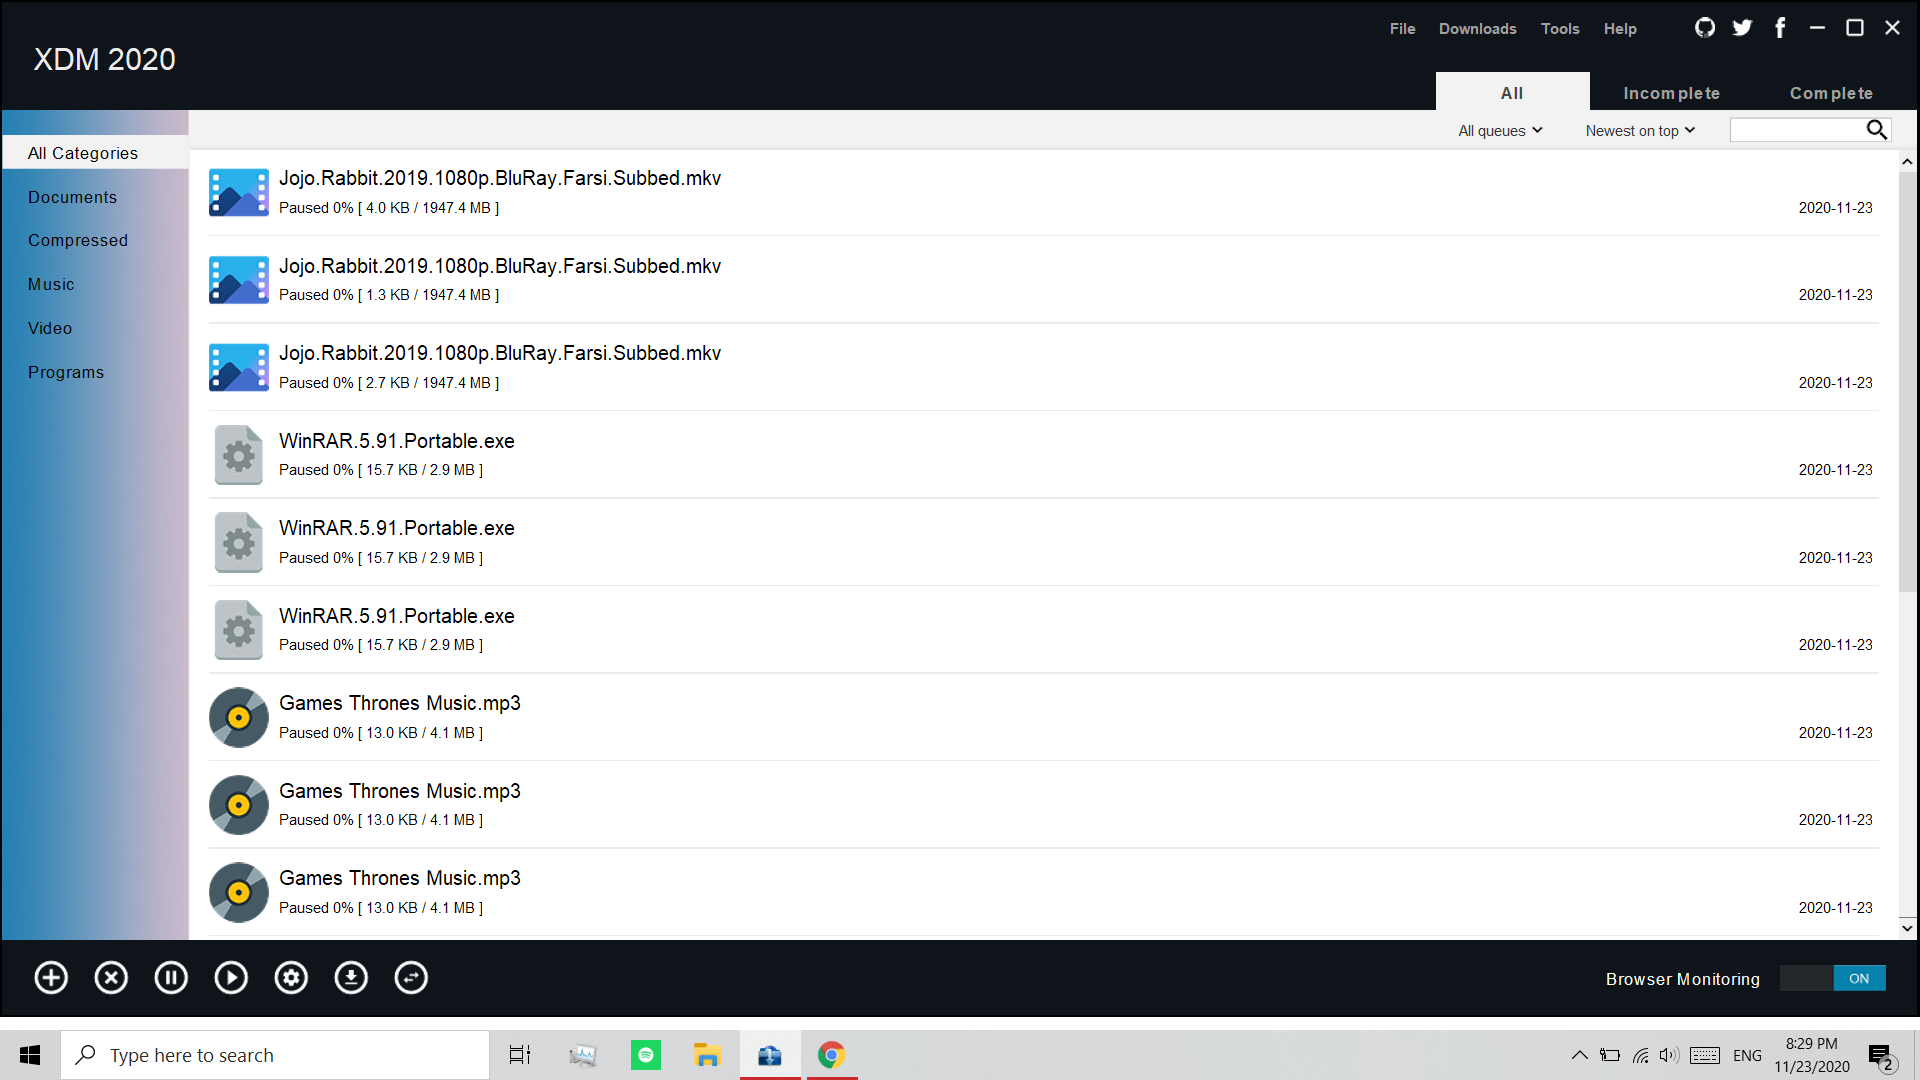 File Downloads Tools Help
XDM 2020
All Incomplete Complete
All queues Newest on top
All Categories
Documents
Compressed
Music
Video
Programs
Jojo.Rabbit.2019.1080p.BluRay.Farsi.Subbed.mkv
Paused 0% [ 4.0 KB / 1947.4 MB ] 2020-11-23
Jojo.Rabbit.2019.1080p.BluRay.Farsi.Subbed.mkv
Paused 0% [ 1.3 KB / 1947.4 MB ] 2020-11-23
Jojo.Rabbit.2019.1080p.BluRay.Farsi.Subbed.mkv
Paused 0% [ 2.7 KB / 1947.4 MB ] 2020-11-23
WinRAR.5.91.Portable.exe
Paused 0% [ 15.7 KB / 2.9 MB ] 2020-11-23
WinRAR.5.91.Portable.exe
Paused 0% [ 15.7 KB / 2.9 MB ] 2020-11-23
WinRAR.5.91.Portable.exe
Paused 0% [ 15.7 KB / 2.9 MB ] 2020-11-23
Games Thrones Music.mp3
Paused 0% [ 13.0 KB / 4.1 MB ] 2020-11-23
Games Thrones Music.mp3
Paused 0% [ 13.0 KB / 4.1 MB ] 2020-11-23
Games Thrones Music.mp3
Paused 0% [ 13.0 KB / 4.1 MB ] 2020-11-23
Browser Monitoring ON
Type here to search
ENG
8:29 PM
11/23/2020
2